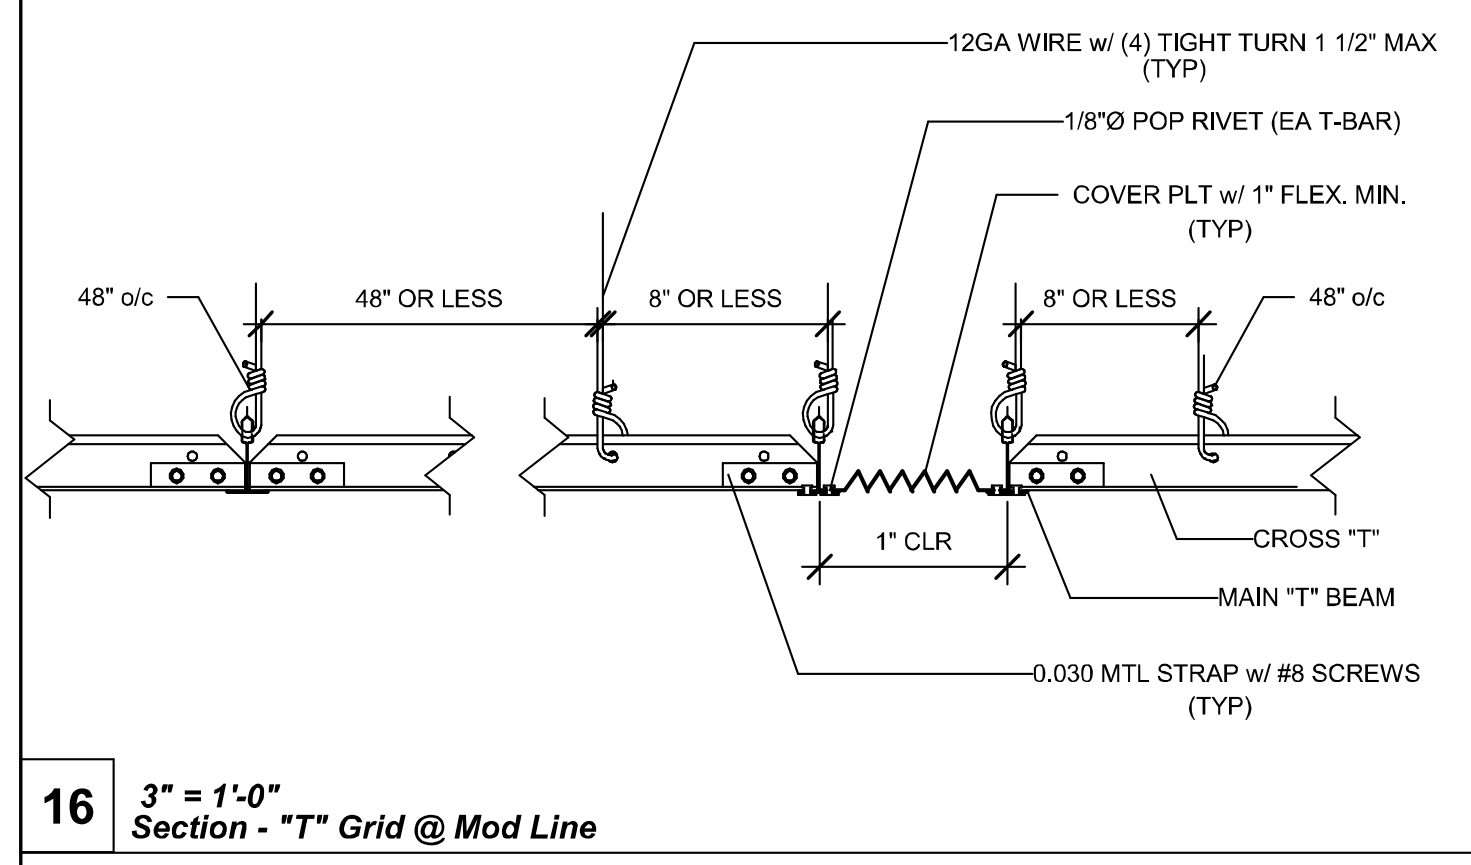 12GA WIRE w/ (4) TIGHT TURN 1 1/2" MAX
(TYP)
1/8"Ø POP RIVET (EA T-BAR)
COVER PLT w/ 1" FLEX. MIN.
(TYP)
48" o/c
48" OR LESS
8" OR LESS
8" OR LESS
48" o/c
1" CLR
CROSS "T"
MAIN "T" BEAM
0.030 MTL STRAP w/ #8 SCREWS
(TYP)
16
3" = 1'-0"
Section - "T" Grid @ Mod Line